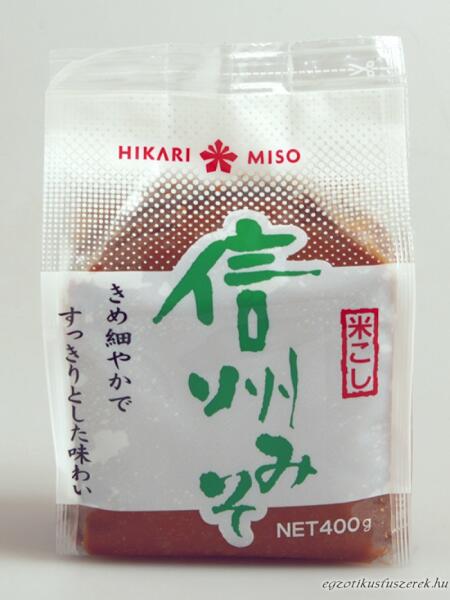 HIKARI MISO
信州みそ
米こし
きめ細やかで
すっきりとした味わい
NET400g
egzotikusfuszerek.hu